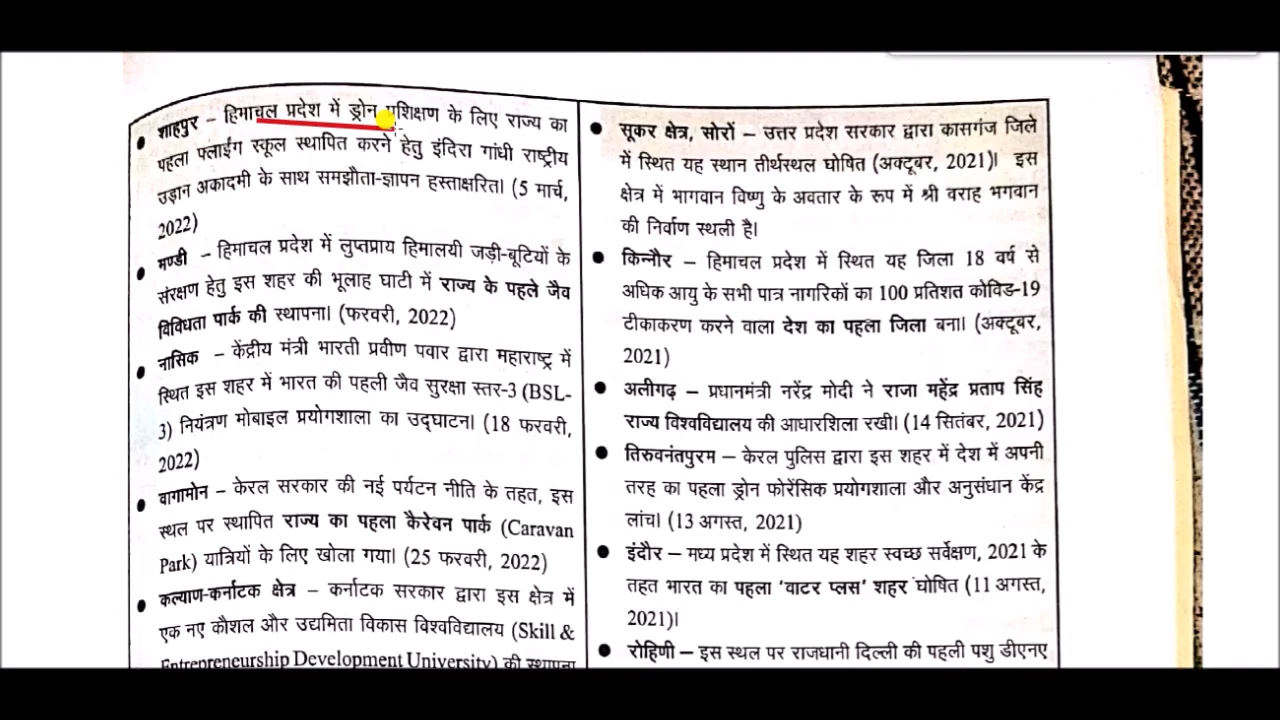 शाहपुर – हिमाचल प्रदेश में ड्रोन प्रशिक्षण के लिए राज्य का
पहला फ्लाईंग स्कूल स्थापित करने हेतु इंदिरा गांधी राष्ट्रीय
उड़ान अकादमी के साथ समझौता-ज्ञापन हस्ताक्षरित। (5 मार्च,
2022)
मण्डी – हिमाचल प्रदेश में लुप्तप्राय हिमालयी जड़ी-बूटियों के
संरक्षण हेतु इस शहर की भूलाह घाटी में राज्य के पहले जैव
विविधता पार्क की स्थापना। (फरवरी, 2022)
नासिक – केंद्रीय मंत्री भारती प्रवीण पवार द्वारा महाराष्ट्र में
स्थित इस शहर में भारत की पहली जैव सुरक्षा स्तर-3 (BSL-
3) नियंत्रण मोबाइल प्रयोगशाला का उद्घाटन। (18 फरवरी,
2022)
वागामोन – केरल सरकार की नई पर्यटन नीति के तहत, इस
स्थल पर स्थापित राज्य का पहला कैरेवन पार्क (Caravan
Park) यात्रियों के लिए खोला गया। (25 फरवरी, 2022)
कल्याण-कर्नाटक क्षेत्र – कर्नाटक सरकार द्वारा इस क्षेत्र में
एक नए कौशल और उद्यमिता विकास विश्वविद्यालय (Skill &
Entrepreneurship Development University) की स्थापना
सूकर क्षेत्र, सोरों – उत्तर प्रदेश सरकार द्वारा कासगंज जिले
में स्थित यह स्थान तीर्थस्थल घोषित (अक्टूबर, 2021)। इस
क्षेत्र में भागवान विष्णु के अवतार के रूप में श्री वराह भगवान
की निर्वाण स्थली है।
किन्नौर – हिमाचल प्रदेश में स्थित यह जिला 18 वर्ष से
अधिक आयु के सभी पात्र नागरिकों का 100 प्रतिशत कोविड-19
टीकाकरण करने वाला देश का पहला जिला बना। (अक्टूबर,
2021)
अलीगढ़ – प्रधानमंत्री नरेंद्र मोदी ने राजा महेंद्र प्रताप सिंह
राज्य विश्वविद्यालय की आधारशिला रखी। (14 सितंबर, 2021)
तिरुवनंतपुरम – केरल पुलिस द्वारा इस शहर में देश में अपनी
तरह का पहला ड्रोन फोरेंसिक प्रयोगशाला और अनुसंधान केंद्र
लांच। (13 अगस्त, 2021)
इंदौर – मध्य प्रदेश में स्थित यह शहर स्वच्छ सर्वेक्षण, 2021 के
तहत भारत का पहला 'वाटर प्लस' शहर घोषित (11 अगस्त,
2021)।
रोहिणी – इस स्थल पर राजधानी दिल्ली की पहली पशु डीएनए